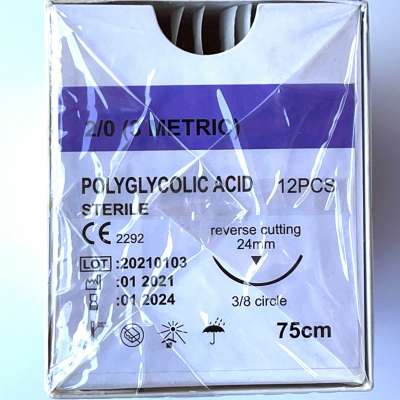 2/0 (3 METRIC)
POLYGLYCOLIC ACID 12PCS
STERILE
CE 2292
reverse cutting
24mm
LOT :20210103
:01 2021
:01 2024
3/8 circle
75cm